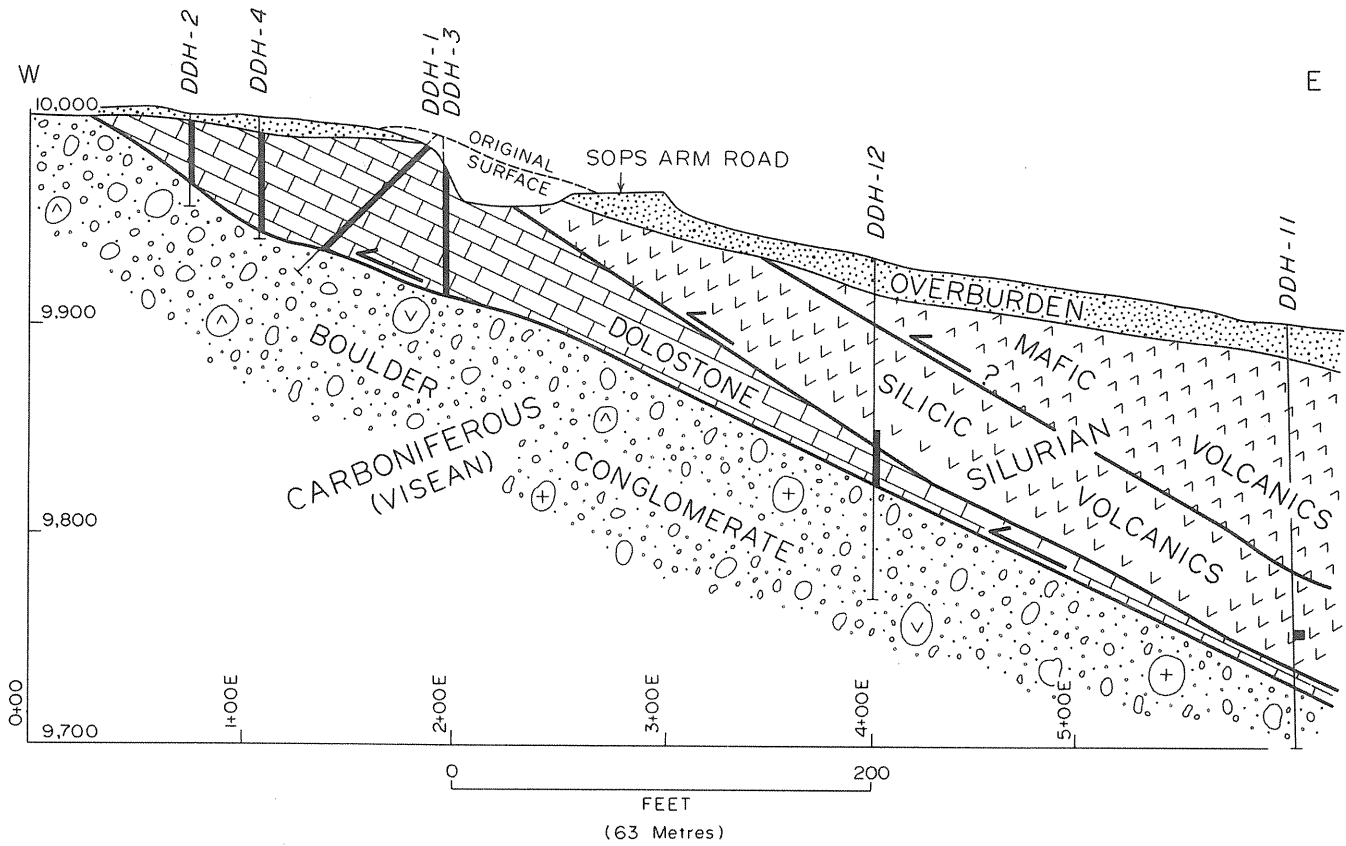 W
E
DDH-2
DDH-4
DDH-1
DDH-3
DDH-12
DDH-11
10,000
ORIGINAL
SURFACE
SOPS ARM ROAD
OVERBURDEN
9,900
BOULDER
DOLOSTONE
MAFIC
?
SILICIC
CARBONIFEROUS
(VISEAN)
SILURIAN
VOLCANICS
CONGLOMERATE
VOLCANICS
9,800
9,700
0+00
1+00E
2+00E
3+00E
4+00E
5+00E
0
200
FEET
(63 Metres)